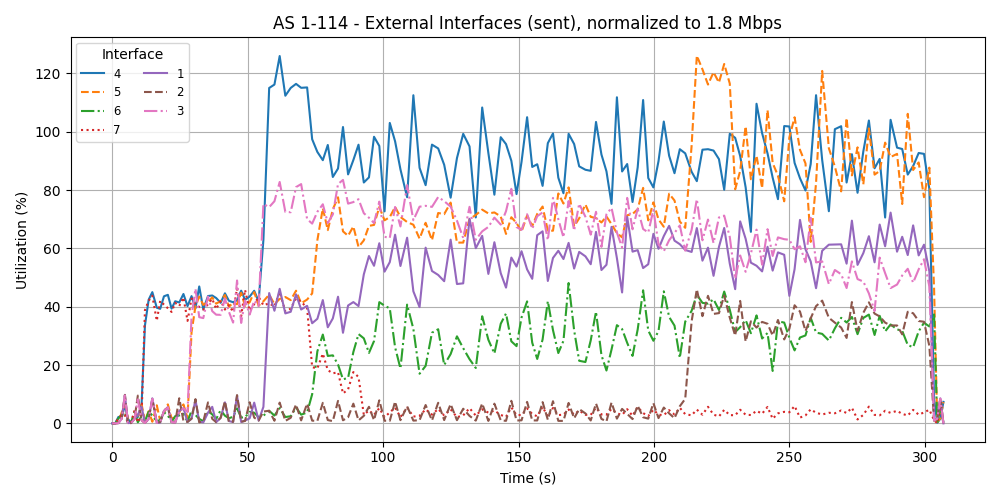 AS 1-114 - External Interfaces (sent), normalized to 1.8 Mbps
Interface
4 1
5 2
6 3
7
Utilization (%)
120
100
80
60
40
20
0
0 50 100 150 200 250 300
Time (s)